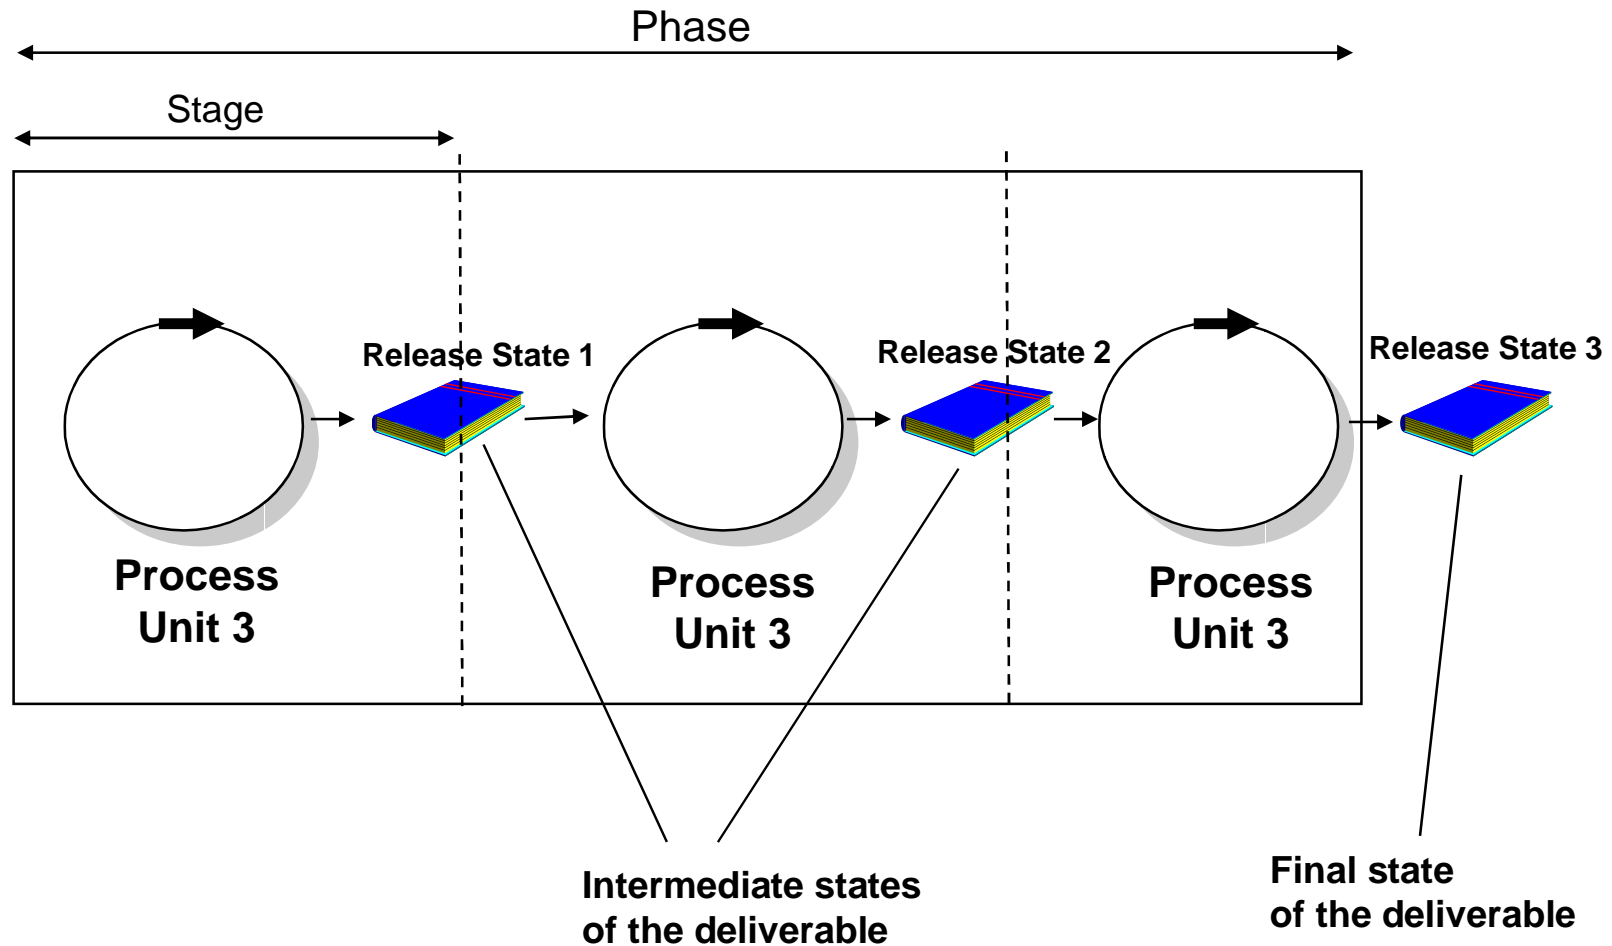 Phase
Stage
Release State 1
Release State 2
Release State 3
Process
Unit 3
Process
Unit 3
Process
Unit 3
Intermediate states
of the deliverable
Final state
of the deliverable